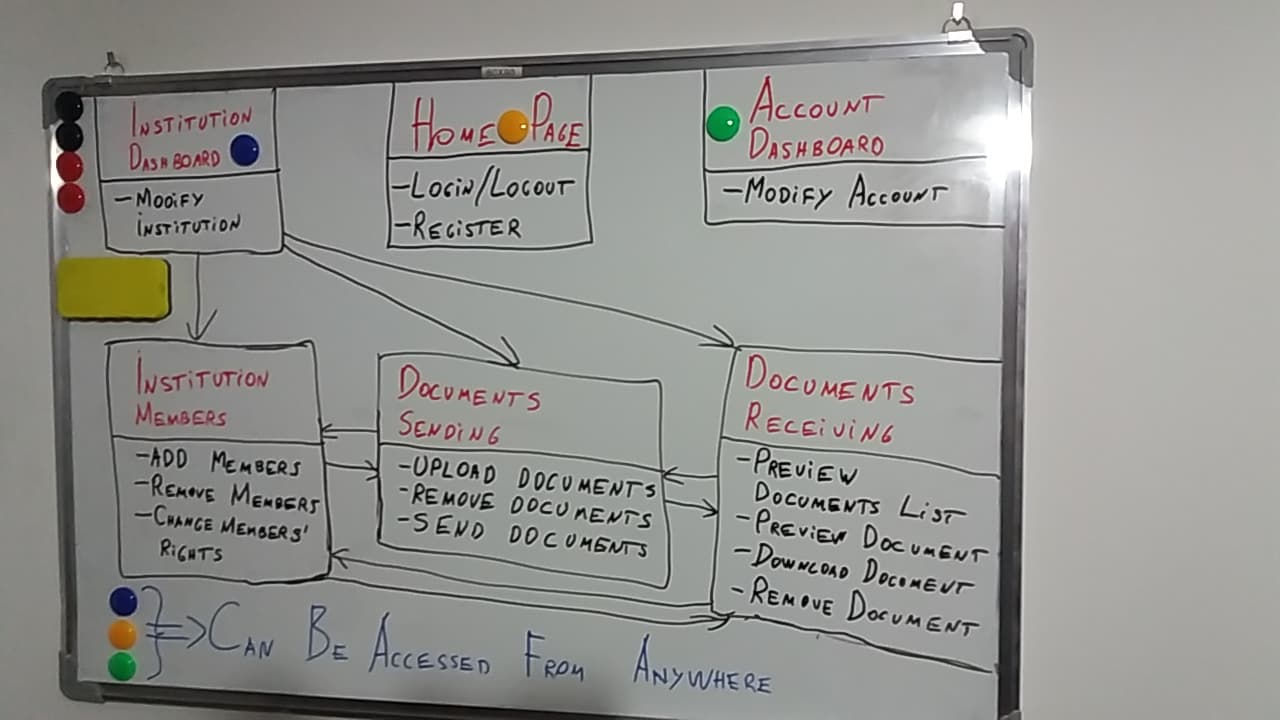 INSTITUTION
DASHBOARD
-MODIFY
INSTITUTION
HOME PAGE
-LOGIN/LOGOUT
-REGISTER
ACCOUNT
DASHBOARD
-MODIFY ACCOUNT
INSTITUTION
MEMBERS
-ADD MEMBERS
-REMOVE MEMBERS
-CHANGE MEMBERS'
RIGHTS
DOCUMENTS
SENDING
-UPLOAD DOCUMENTS
-REMOVE DOCUMENTS
-SEND DOCUMENTS
DOCUMENTS
RECEIVING
-PREVIEW
DOCUMENTS LIST
-PREVIEW DOCUMENT
-DOWNLOAD DOCUMENT
-REMOVE DOCUMENT
CAN BE ACCESSED FROM ANYWHERE